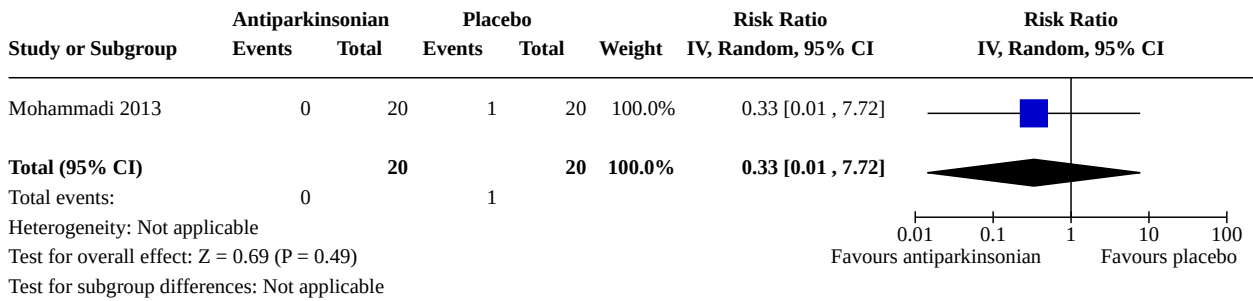 Antiparkinsonian Placebo Risk Ratio Risk Ratio
Study or Subgroup Events Total Events Total Weight IV, Random, 95% CI IV, Random, 95% CI
Mohammadi 2013 0 20 1 20 100.0% 0.33 [0.01 , 7.72]
Total (95% CI) 20 20 100.0% 0.33 [0.01 , 7.72]
Total events: 0 1
Heterogeneity: Not applicable
0.01 0.1 1 10 100
Test for overall effect: Z = 0.69 (P = 0.49) Favours antiparkinsonian Favours placebo
Test for subgroup differences: Not applicable